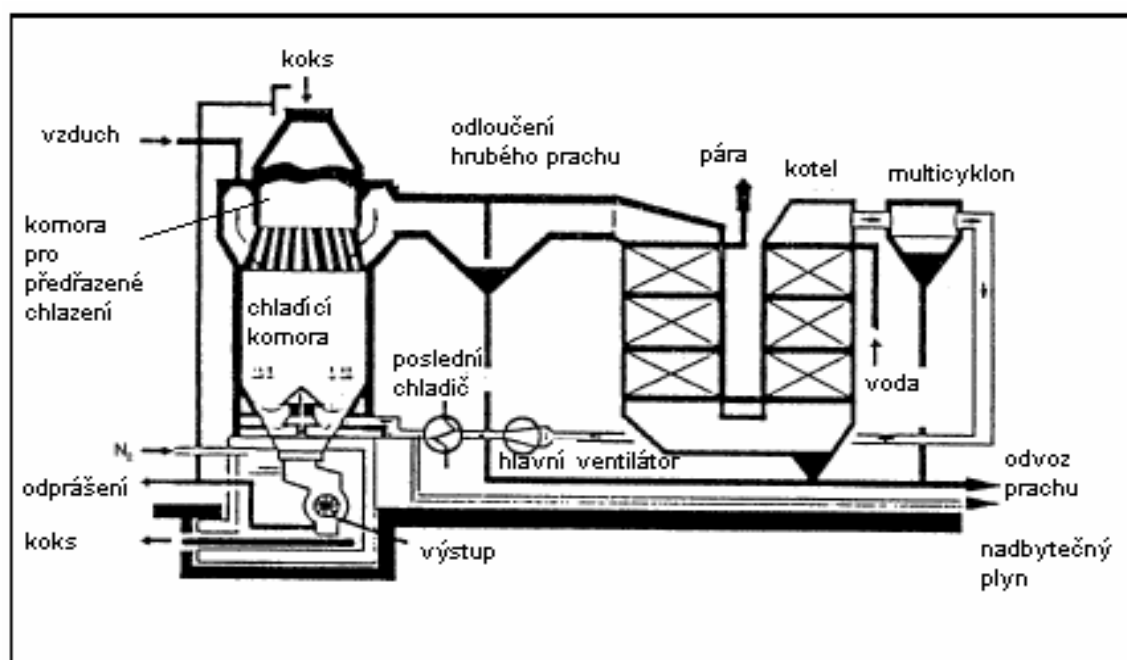 koks
vzduch
odloučení
hrubého prachu
pára
kotel
multicyklon
komora
pro
předřazené
chlazení
chladící
komora
poslední
chladič
voda
N₂
hlavní ventilátor
odprášení
odvoz
prachu
koks
výstup
nadbytečný
plyn